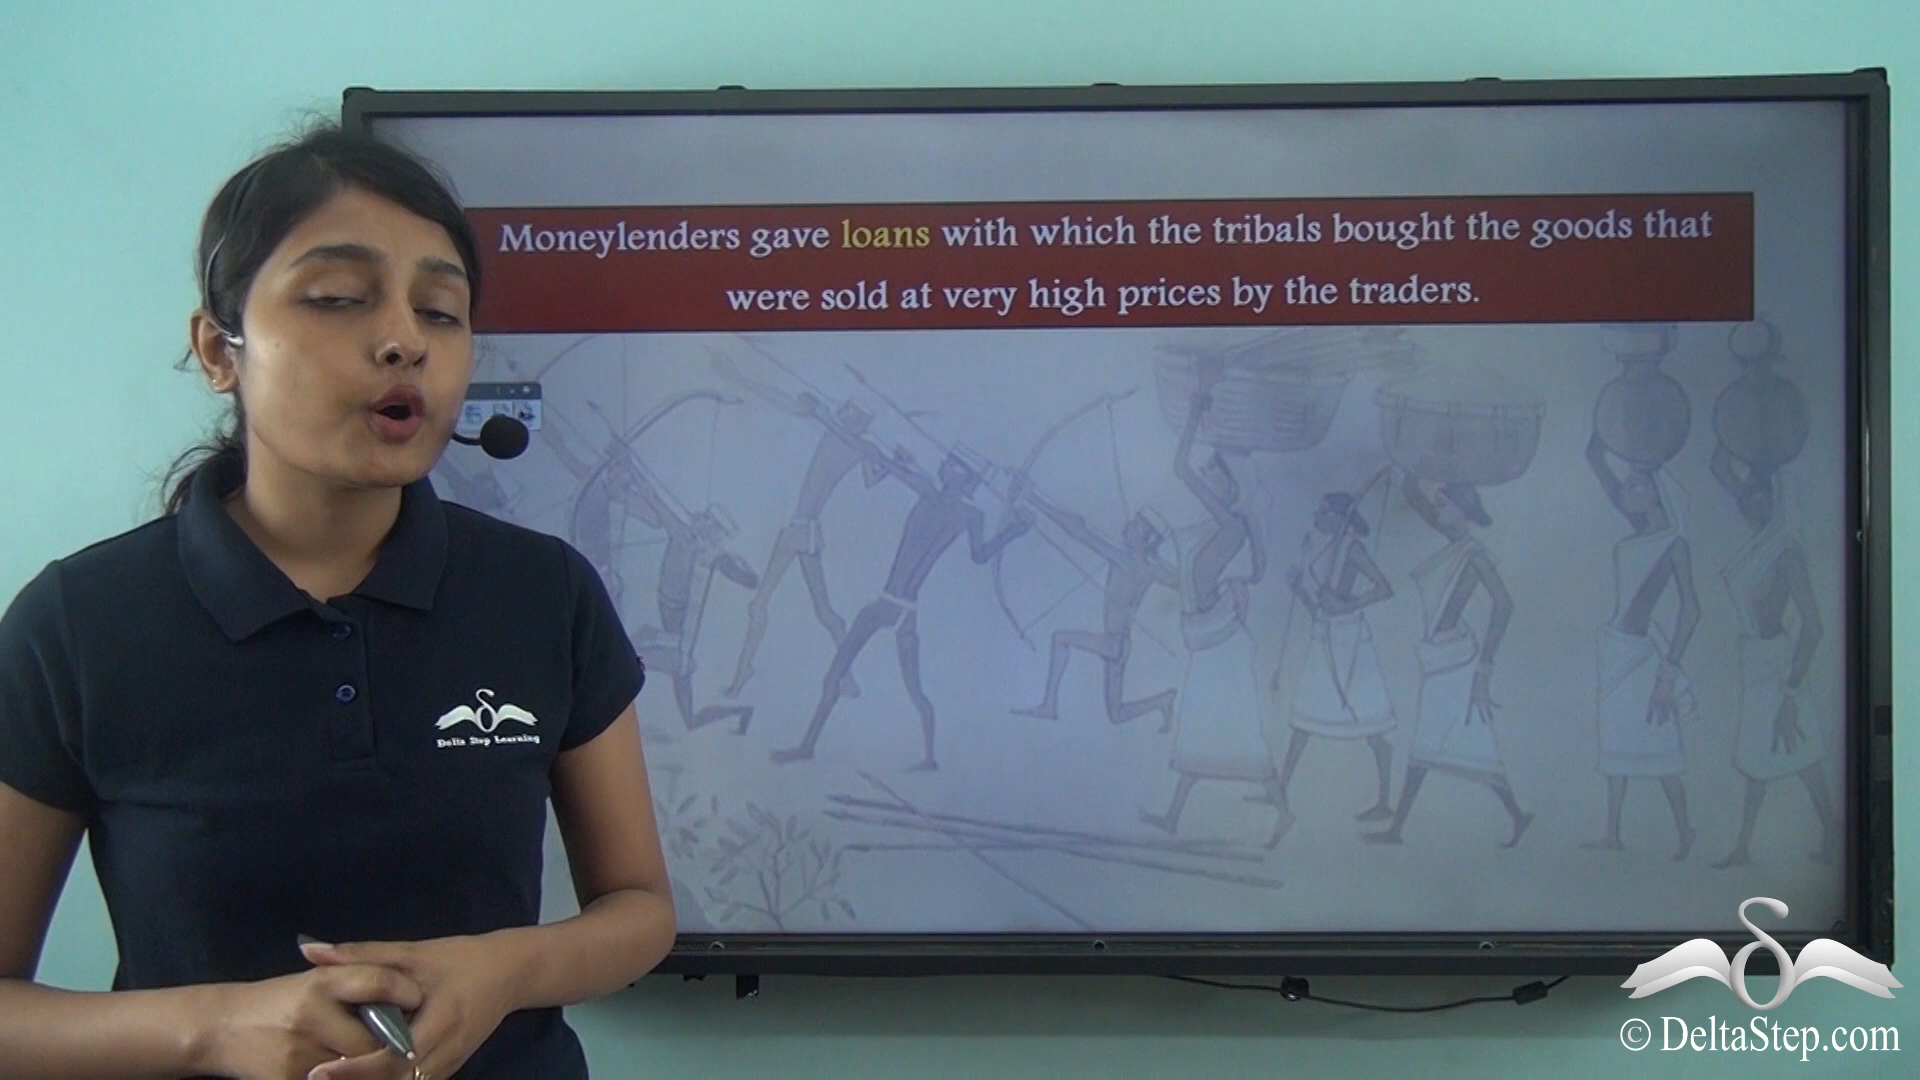 Moneylenders gave loans with which the tribals bought the goods that
were sold at very high prices by the traders.
Delta Step Learning
© DeltaStep.com